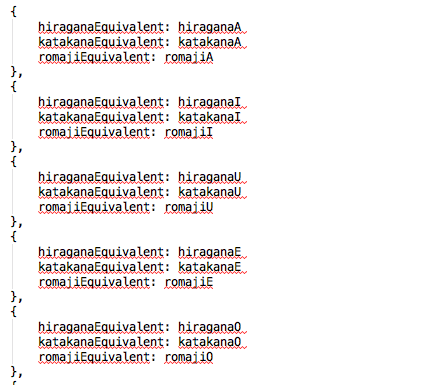 {
hiraganaEquivalent: hiraganaA
katakanaEquivalent: katakanaA
romajiEquivalent: romajiA
},
{
hiraganaEquivalent: hiraganaI
katakanaEquivalent: katakanaI
romajiEquivalent: romajiI
},
{
hiraganaEquivalent: hiraganaU
katakanaEquivalent: katakanaU
romajiEquivalent: romajiU
},
{
hiraganaEquivalent: hiraganaE
katakanaEquivalent: katakanaE
romajiEquivalent: romajiE
},
{
hiraganaEquivalent: hiraganaO
katakanaEquivalent: katakanaO
romajiEquivalent: romajiO
},